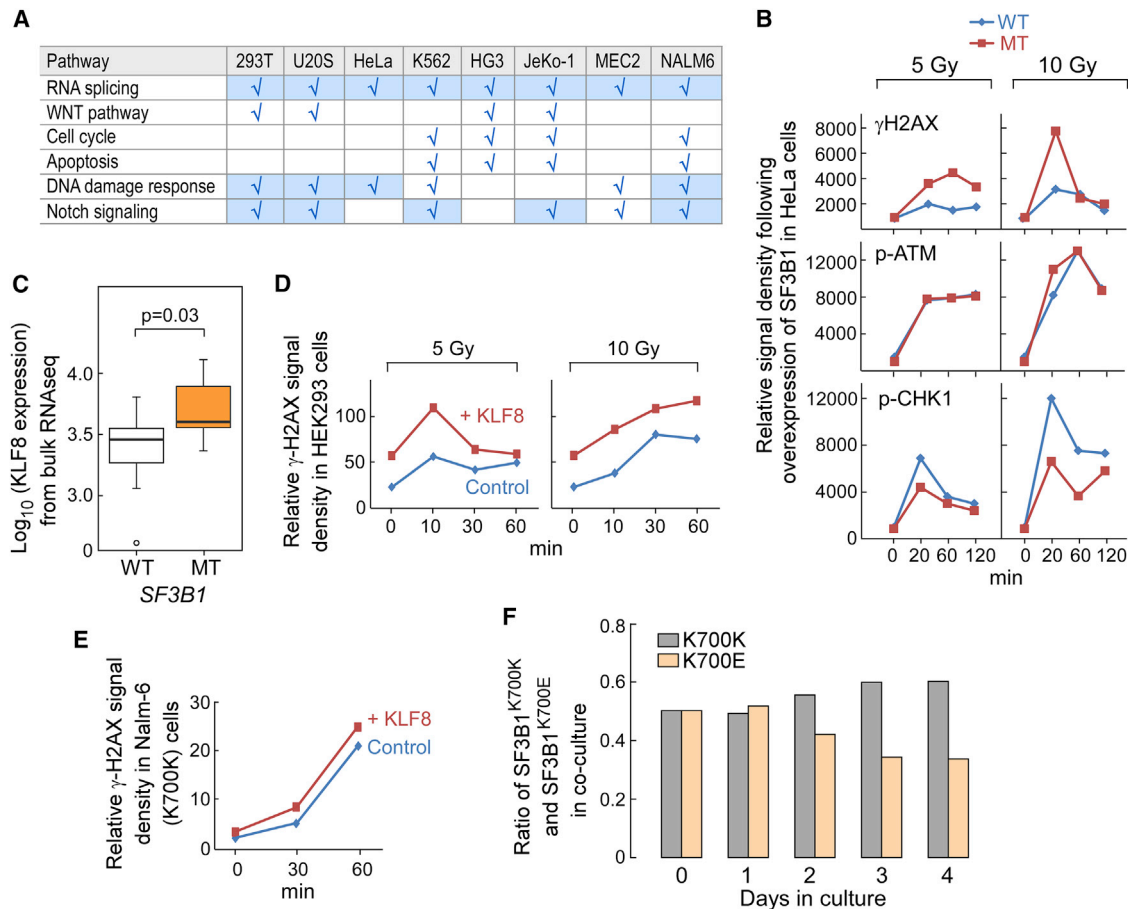 A
Pathway 293T U20S HeLa K562 HG3 JeKo-1 MEC2 NALM6
RNA splicing √ √ √ √ √ √ √ √
WNT pathway √ √ √ √
Cell cycle √ √ √ √
Apoptosis √ √ √ √
DNA damage response √ √ √ √ √ √
Notch signaling √ √ √ √ √ √
B
WT
MT
5 Gy 10 Gy
Relative signal density following
overexpression of SF3B1 in HeLa cells
γH2AX
8000
6000
4000
2000
p-ATM
12000
8000
4000
p-CHK1
12000
8000
4000
0
0 20 60 120 0 20 60 120
min
C
Log10 (KLF8 expression)
from bulk RNAseq
p=0.03
4.0
3.5
3.0
0
WT MT
SF3B1
D
Relative γ-H2AX signal
density in HEK293 cells
5 Gy 10 Gy
100
50
0
+ KLF8
Control
0 10 30 60 0 10 30 60
min
E
Relative γ-H2AX signal
density in Nalm-6
(K700K) cells
30
20
10
0
+ KLF8
Control
0 30 60
min
F
Ratio of SF3B1K700K
and SF3B1K700E
in co-culture
0.8
0.6
0.4
0.2
0
K700K
K700E
0 1 2 3 4
Days in culture